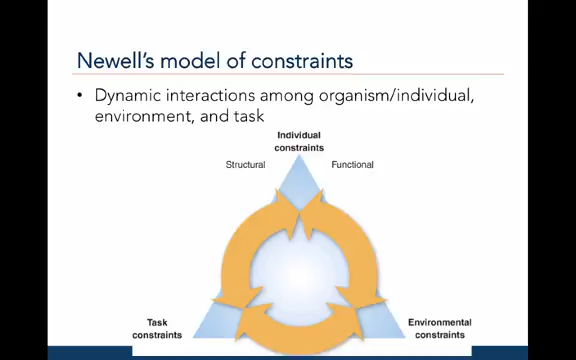 Newell's model of constraints
• Dynamic interactions among organism/individual,
environment, and task
Individual
constraints
Structural
Functional
Task
constraints
Environmental
constraints